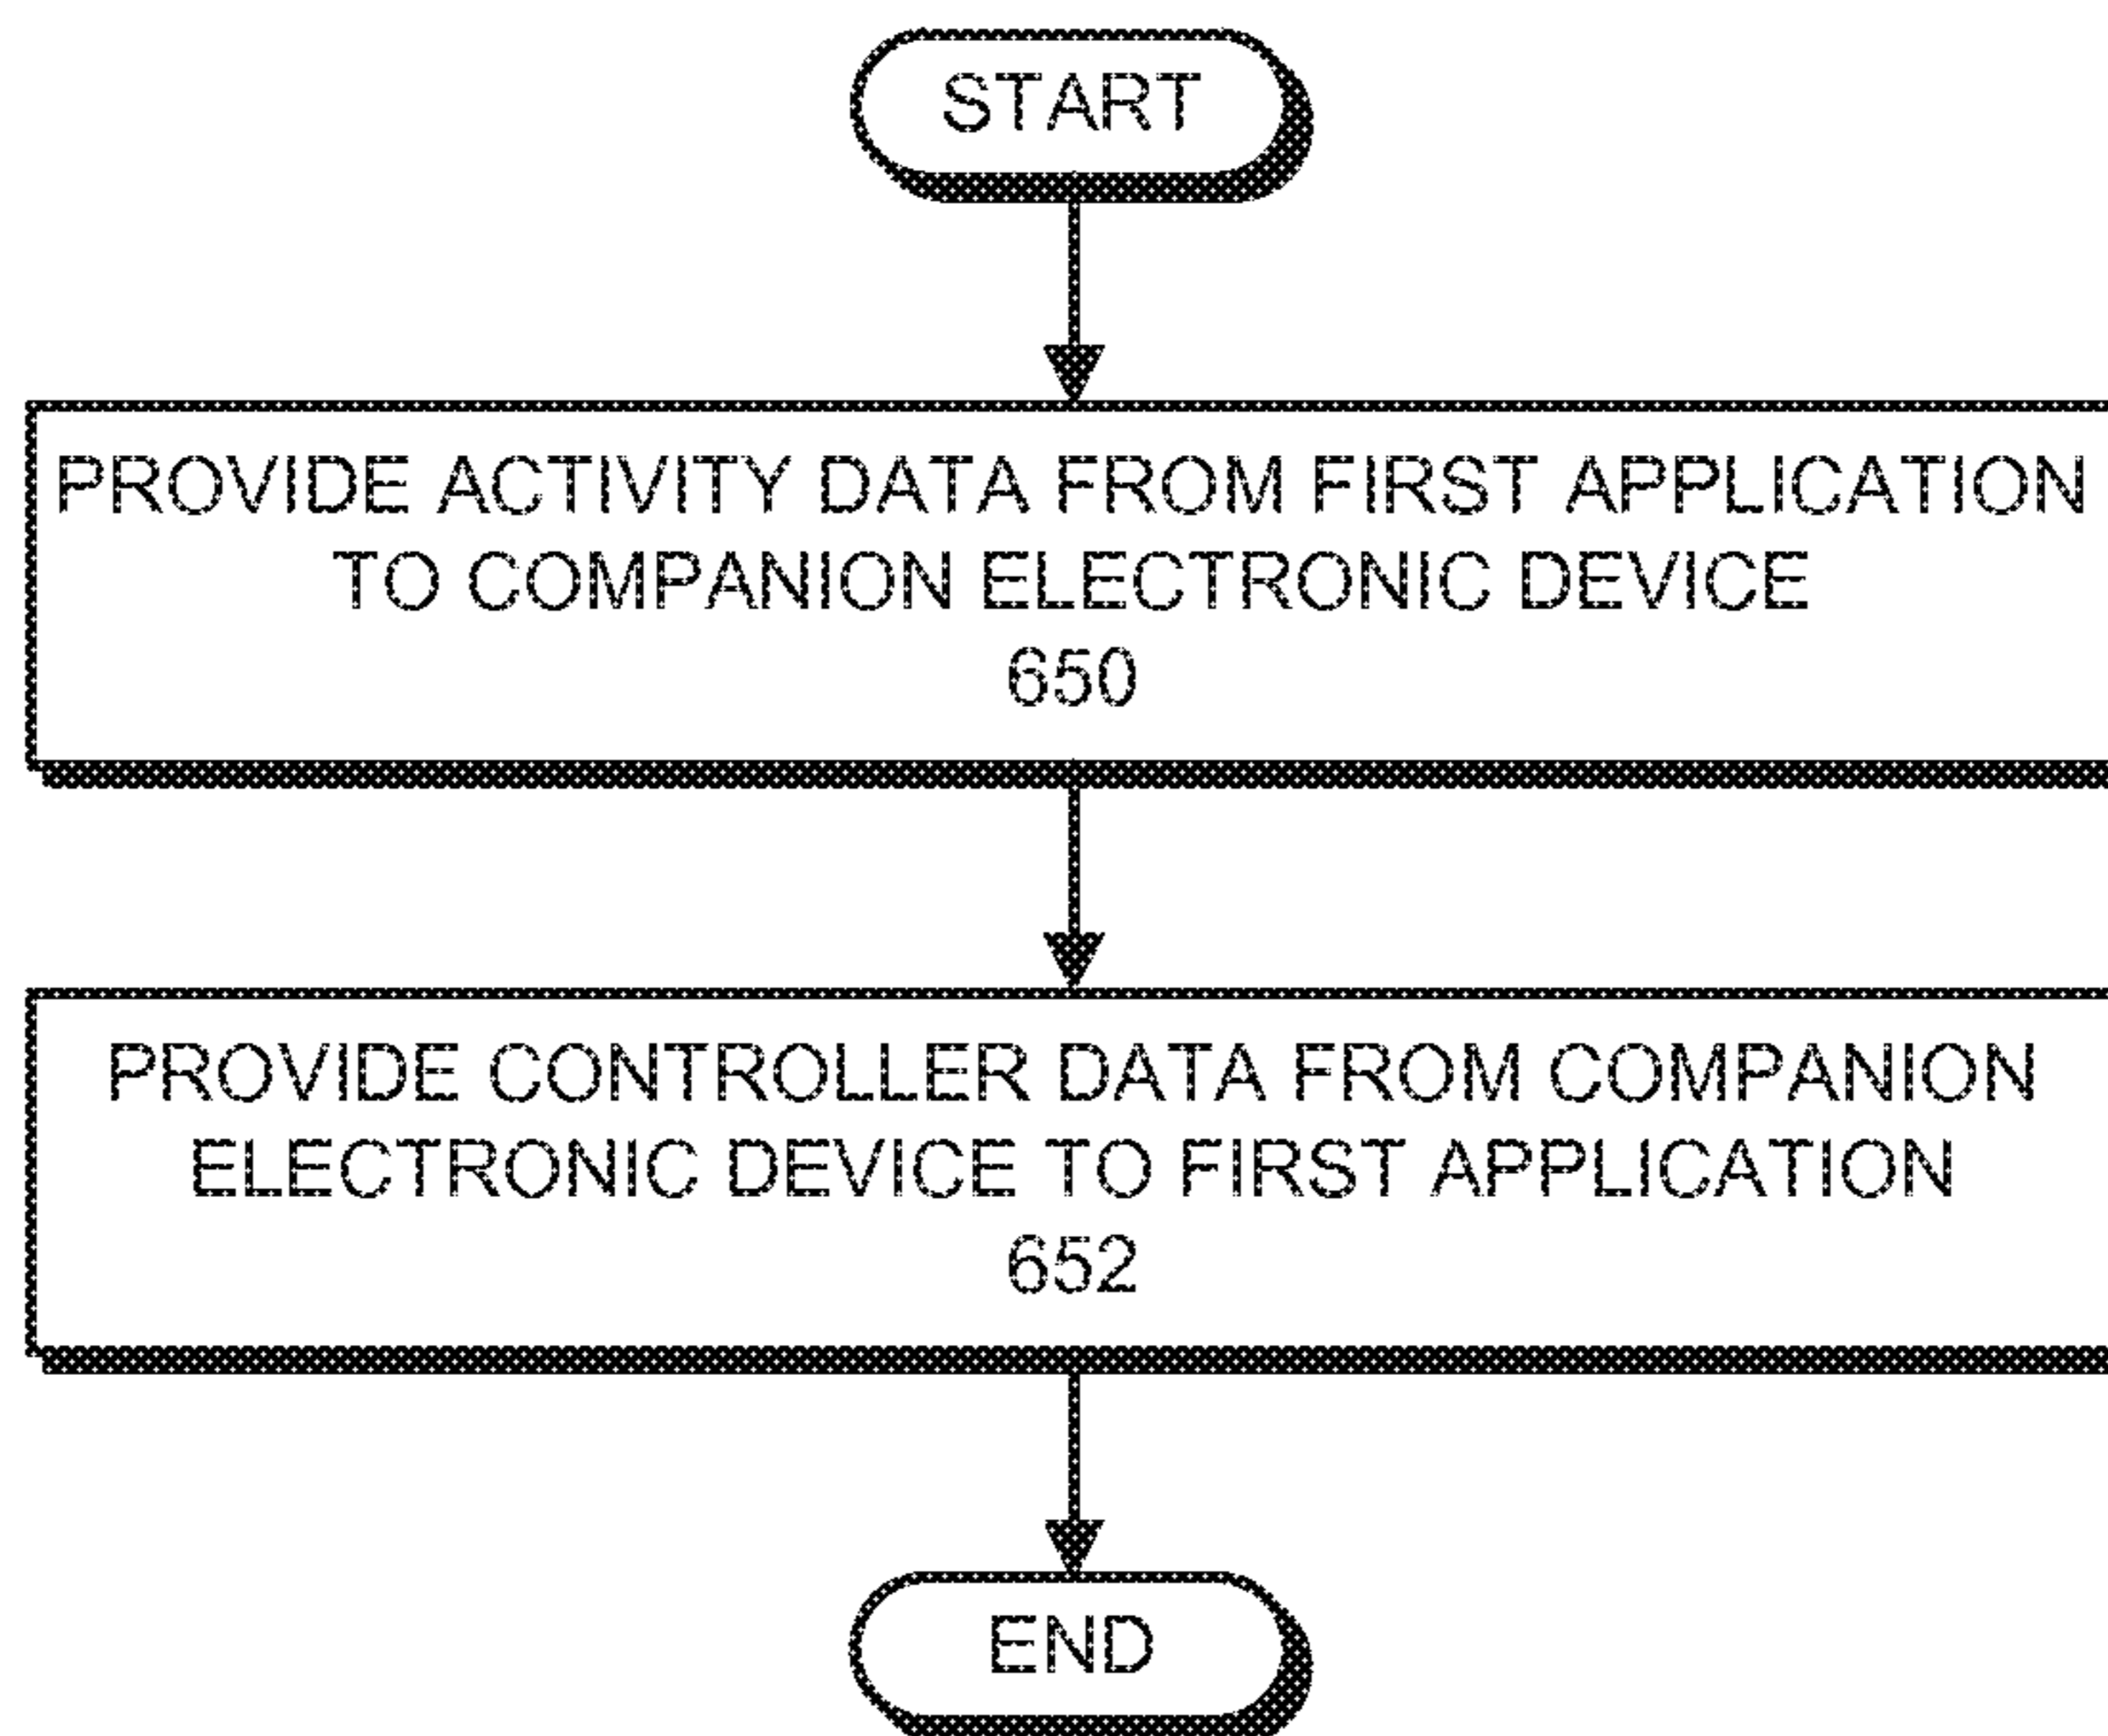 START
PROVIDE ACTIVITY DATA FROM FIRST APPLICATION
TO COMPANION ELECTRONIC DEVICE
650
PROVIDE CONTROLLER DATA FROM COMPANION
ELECTRONIC DEVICE TO FIRST APPLICATION
652
END